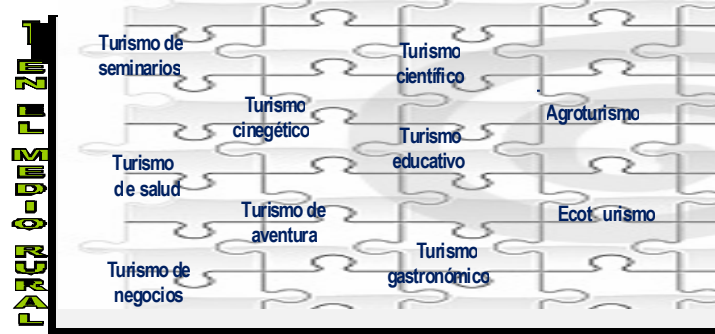 T
EN EL MEDIO RURAL
Turismo de
seminarios
Turismo
científico
Turismo
cinegético
Agroturismo
Turismo
educativo
Turismo
de salud
Turismo de
aventura
Ecot urismo
Turismo
gastronómico
Turismo de
negocios